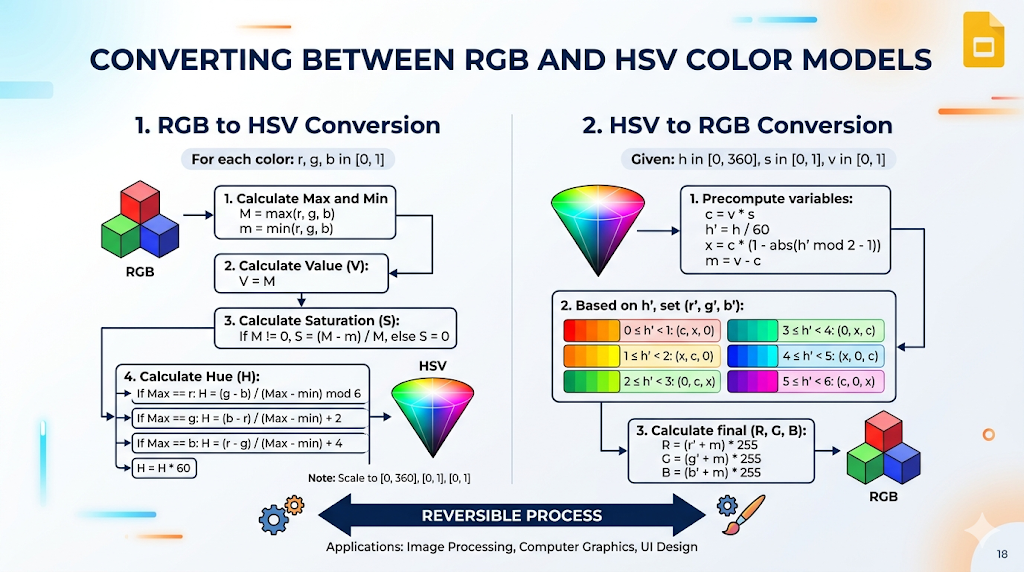 CONVERTING BETWEEN RGB AND HSV COLOR MODELS
1. RGB to HSV Conversion
For each color: r, g, b in [0, 1]
RGB
1. Calculate Max and Min
M = max(r, g, b)
m = min(r, g, b)
2. Calculate Value (V):
V = M
3. Calculate Saturation (S):
If M != 0, S = (M - m) / M, else S = 0
4. Calculate Hue (H):
If Max == r: H = (g - b) / (Max - min) mod 6
If Max == g: H = (b - r) / (Max - min) + 2
If Max == b: H = (r - g) / (Max - min) + 4
H = H * 60
HSV
Note: Scale to [0, 360], [0, 1], [0, 1]
2. HSV to RGB Conversion
Given: h in [0, 360], s in [0, 1], v in [0, 1]
1. Precompute variables:
c = v * s
h' = h / 60
x = c * (1 - abs(h' mod 2 - 1))
m = v - c
2. Based on h', set (r', g', b'):
0 ≤ h' < 1: (c, x, 0)
3 ≤ h' < 4: (0, x, c)
1 ≤ h' < 2: (x, c, 0)
4 ≤ h' < 5: (x, 0, c)
2 ≤ h' < 3: (0, c, x)
5 ≤ h' < 6: (c, 0, x)
3. Calculate final (R, G, B):
R = (r' + m) * 255
G = (g' + m) * 255
B = (b' + m) * 255
RGB
REVERSIBLE PROCESS
Applications: Image Processing, Computer Graphics, UI Design
18